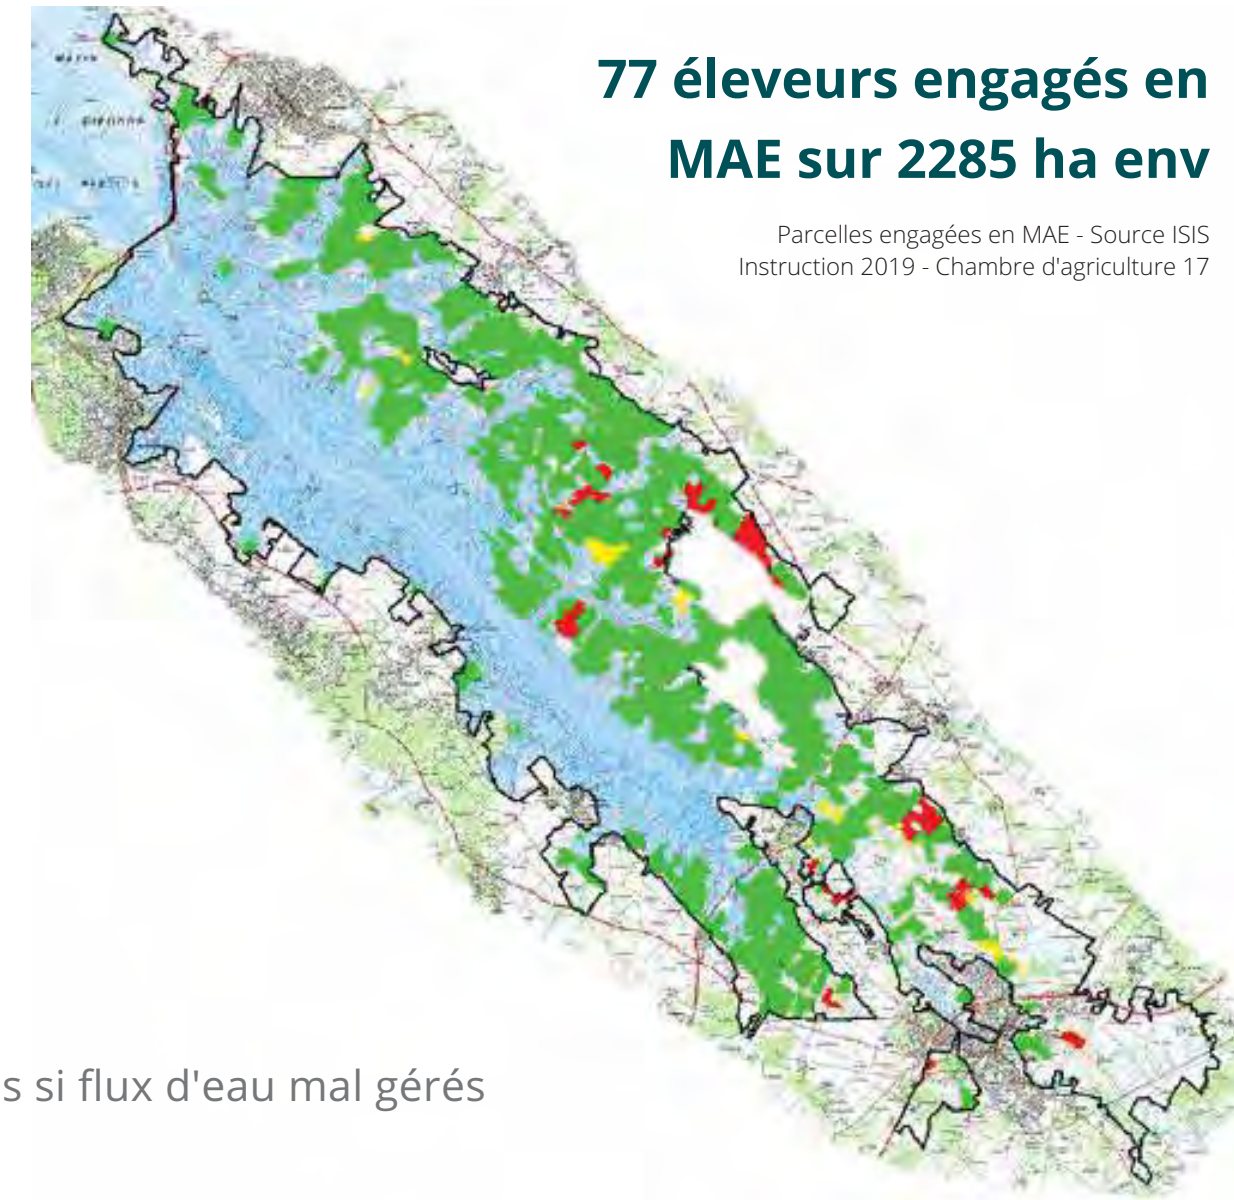 77 éleveurs engagés en
MAE sur 2285 ha env
Parcelles engagées en MAE - Source ISIS
Instruction 2019 - Chambre d'agriculture 17
s si flux d'eau mal gérés